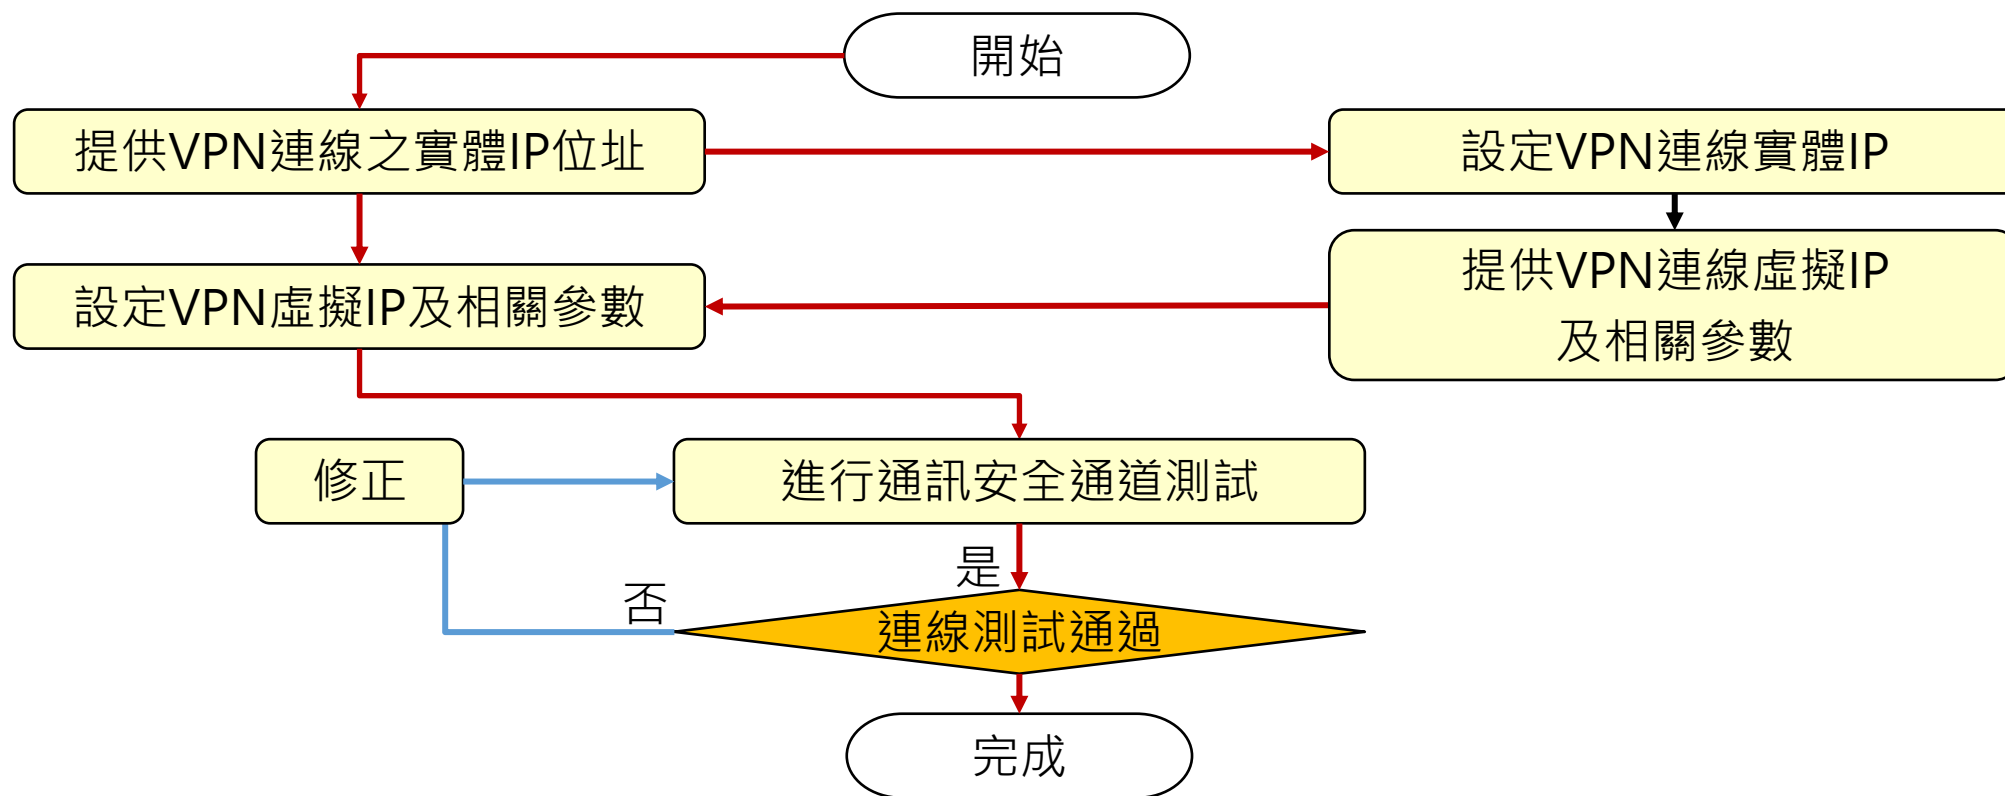 開始
提供VPN連線之實體IP位址
設定VPN連線實體IP
設定VPN虛擬IP及相關參數
提供VPN連線虛擬IP
及相關參數
修正
進行通訊安全通道測試
是
否
連線測試通過
完成